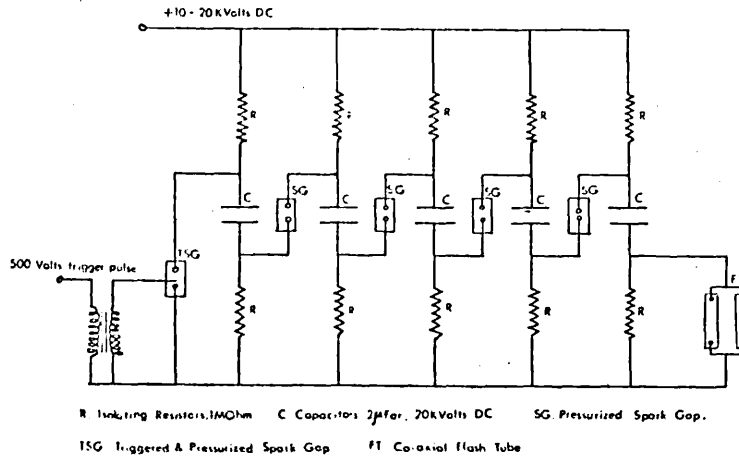 +10 - 20 KVolts DC
R R R R
SG SG SG SG
C C C C C
TSG
500 Volts trigger pulse
R R R R R
F
R Isolating Resistors, 1MOhm C Capacitors 2µfar, 20KVolts DC SG. Pressurized Spark Gap.
TSG Triggered & Pressurized Spark Gap FT Co-axial Flash Tube